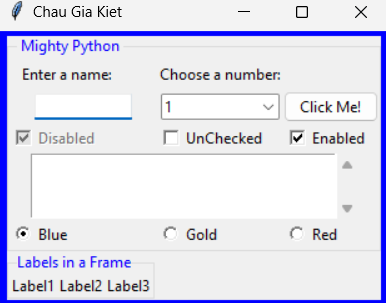 Chau Gia Kiet
Mighty Python
Enter a name: Choose a number:
1 Click Me!
Disabled UnChecked Enabled
Blue Gold Red
Labels in a Frame
Label1 Label2 Label3